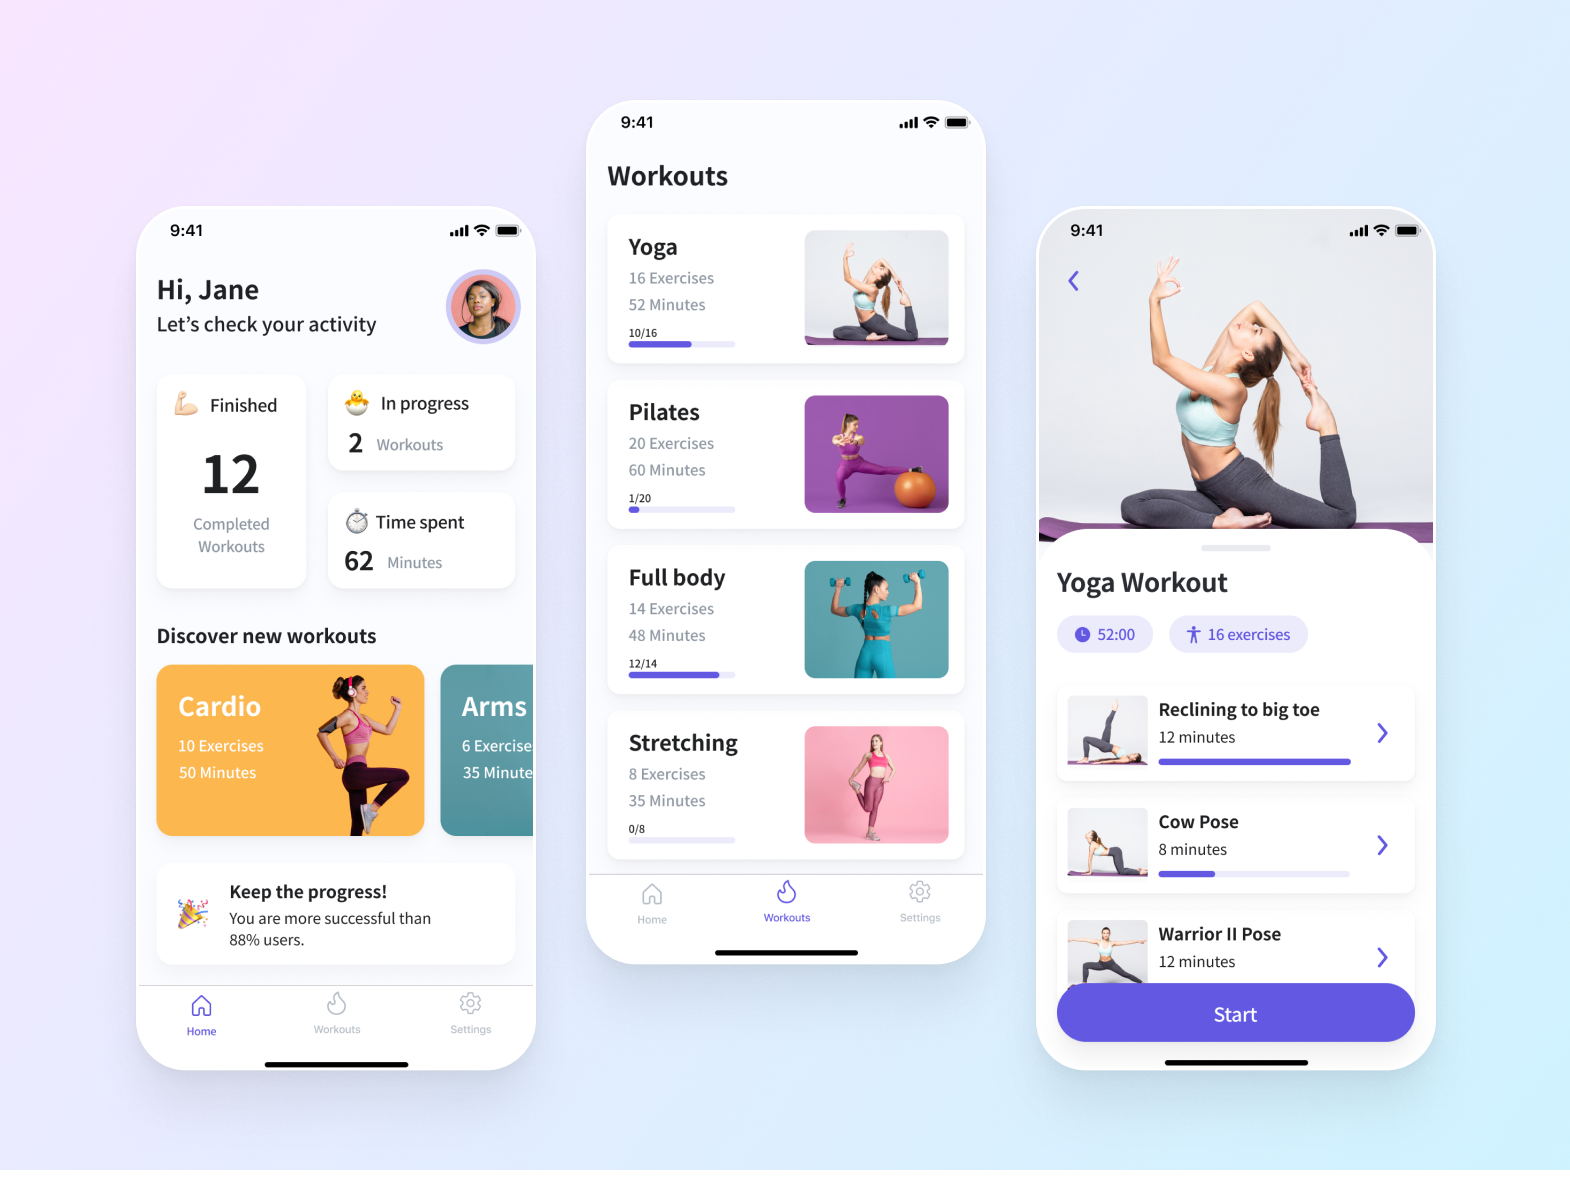 9:41
Hi, Jane
Let’s check your activity
Finished
12
Completed
Workouts
In progress
2 Workouts
Time spent
62 Minutes
Discover new workouts
Cardio
10 Exercises
50 Minutes
Arms
6 Exercise
35 Minute
Keep the progress!
You are more successful than
88% users.
Home
Workouts
Settings
9:41
Workouts
Yoga
16 Exercises
52 Minutes
10/16
Pilates
20 Exercises
60 Minutes
1/20
Full body
14 Exercises
48 Minutes
12/14
Stretching
8 Exercises
35 Minutes
0/8
Home
Workouts
Settings
9:41
Yoga Workout
52:00
16 exercises
Reclining to big toe
12 minutes
Cow Pose
8 minutes
Warrior II Pose
12 minutes
Start